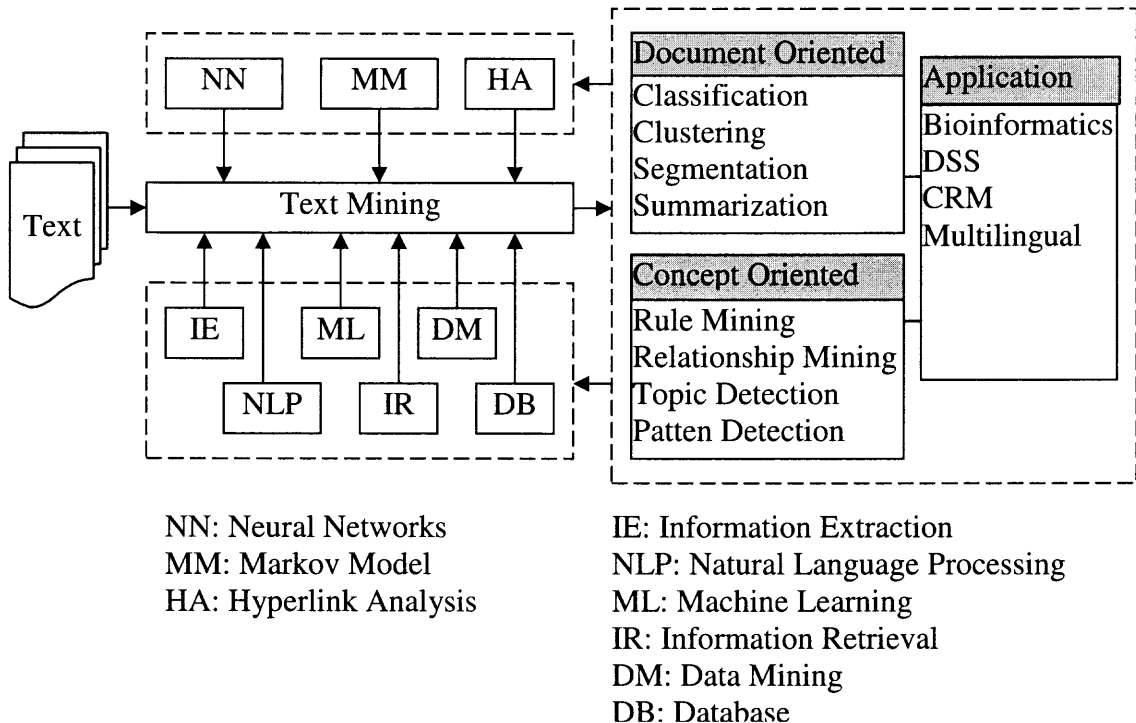 NN
MM
HA
Text
Text Mining
IE
ML
DM
NLP
IR
DB
Document Oriented
Classification
Clustering
Segmentation
Summarization
Concept Oriented
Rule Mining
Relationship Mining
Topic Detection
Patten Detection
Application
Bioinformatics
DSS
CRM
Multilingual
NN: Neural Networks
MM: Markov Model
HA: Hyperlink Analysis
IE: Information Extraction
NLP: Natural Language Processing
ML: Machine Learning
IR: Information Retrieval
DM: Data Mining
DB: Database